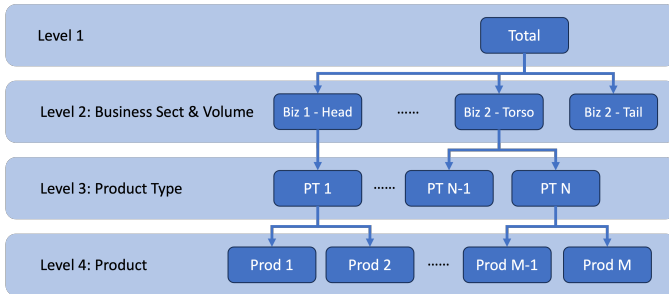 Level 1
Total
Level 2: Business Sect & Volume
Biz 1 - Head
......
Biz 2 - Torso
Biz 2 - Tail
Level 3: Product Type
PT 1
......
PT N-1
PT N
Level 4: Product
Prod 1
Prod 2
......
Prod M-1
Prod M